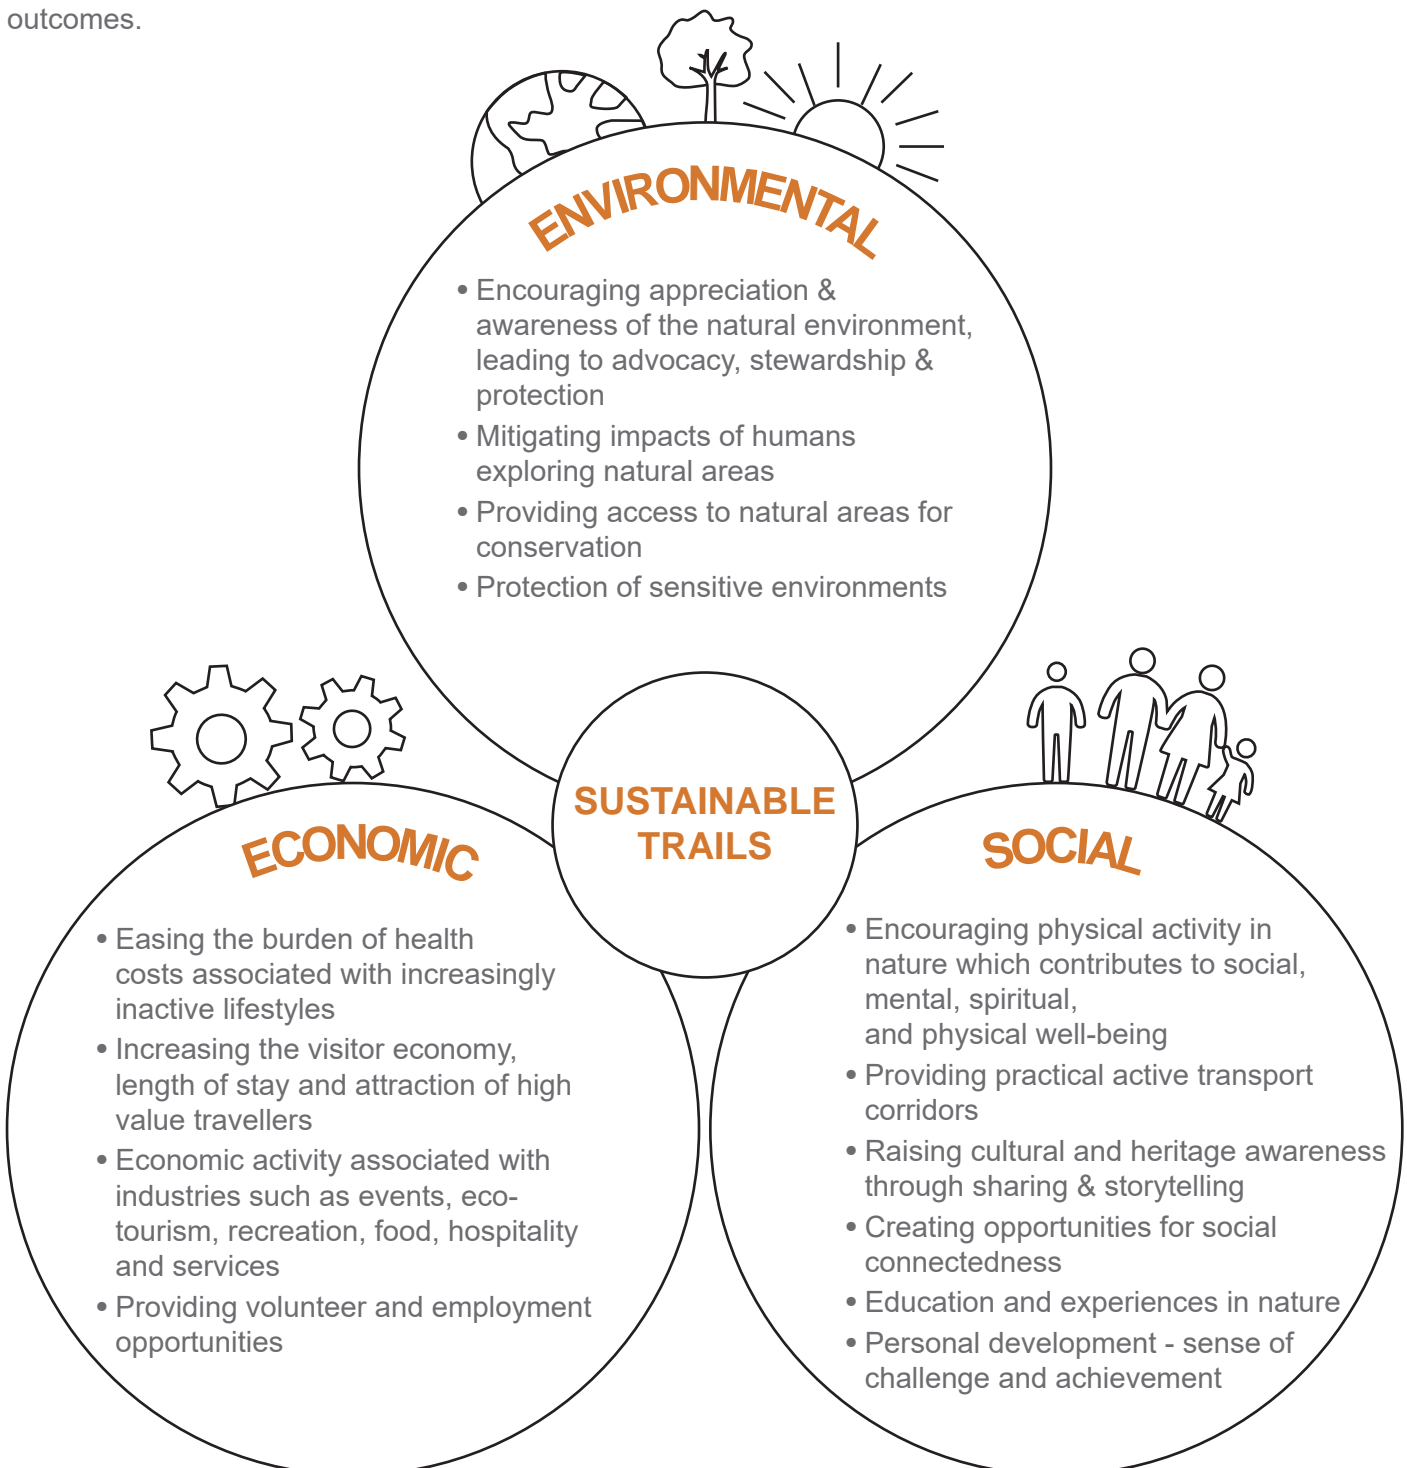 outcomes.
ENVIRONMENTAL
• Encouraging appreciation &
awareness of the natural environment,
leading to advocacy, stewardship &
protection
• Mitigating impacts of humans
exploring natural areas
• Providing access to natural areas for
conservation
• Protection of sensitive environments
SUSTAINABLE
TRAILS
ECONOMIC
• Easing the burden of health
costs associated with increasingly
inactive lifestyles
• Increasing the visitor economy,
length of stay and attraction of high
value travellers
• Economic activity associated with
industries such as events, eco-
tourism, recreation, food, hospitality
and services
• Providing volunteer and employment
opportunities
SOCIAL
• Encouraging physical activity in
nature which contributes to social,
mental, spiritual,
and physical well-being
• Providing practical active transport
corridors
• Raising cultural and heritage awareness
through sharing & storytelling
• Creating opportunities for social
connectedness
• Education and experiences in nature
• Personal development - sense of
challenge and achievement